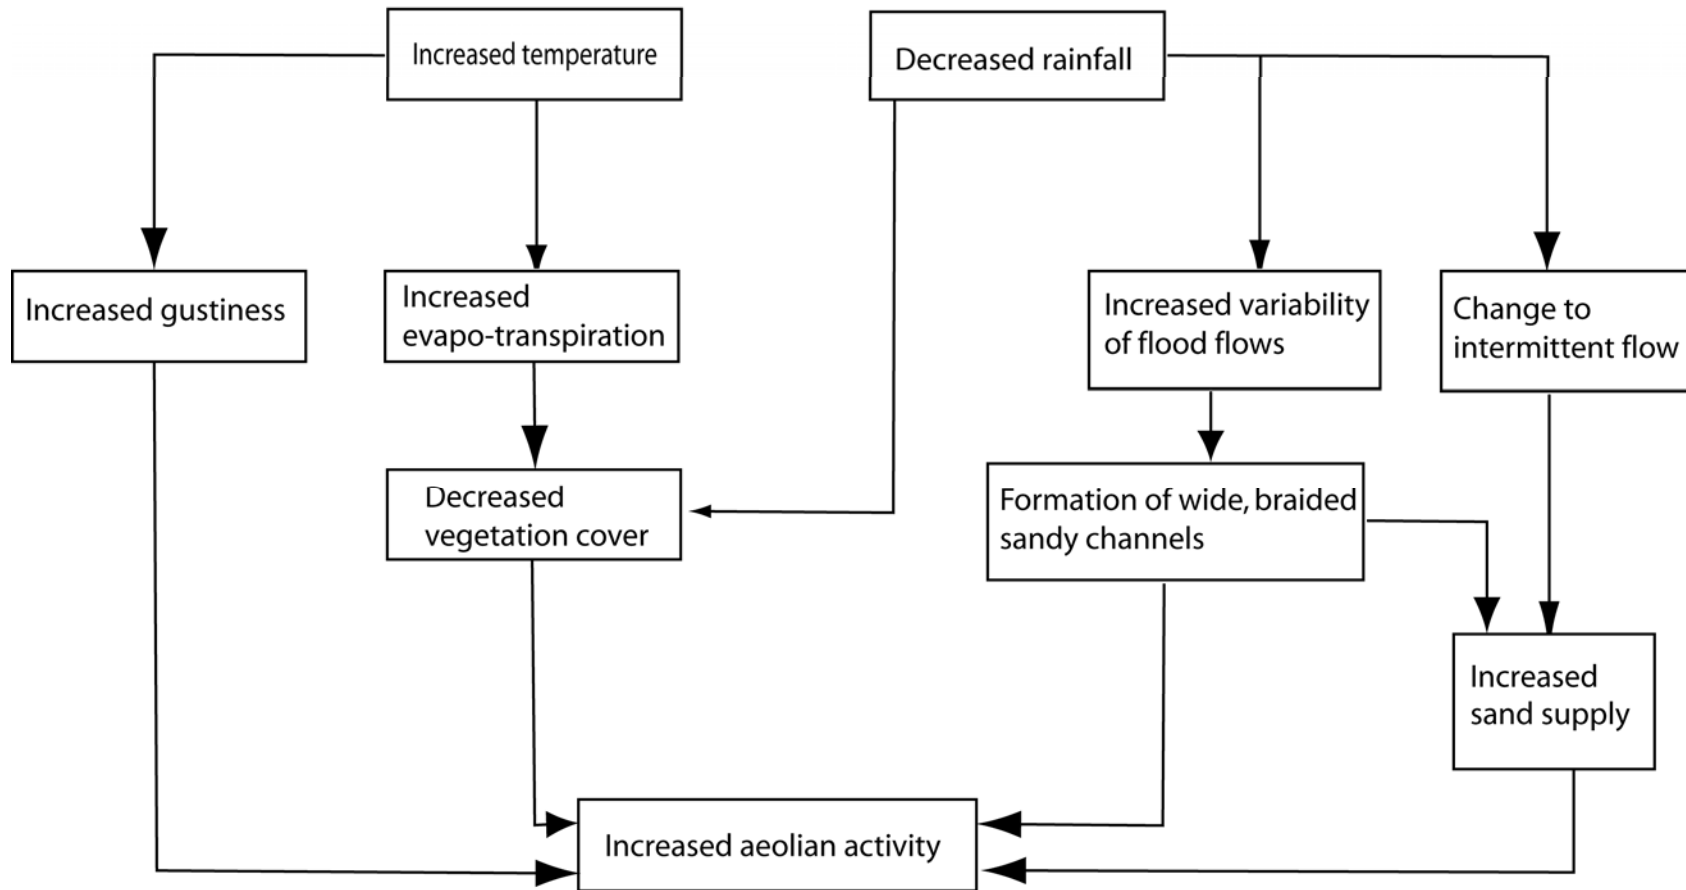 Increased temperature
Decreased rainfall
Increased gustiness
Increased
evapo-transpiration
Increased variability
of flood flows
Change to
intermittent flow
Decreased
vegetation cover
Formation of wide, braided
sandy channels
Increased
sand supply
Increased aeolian activity